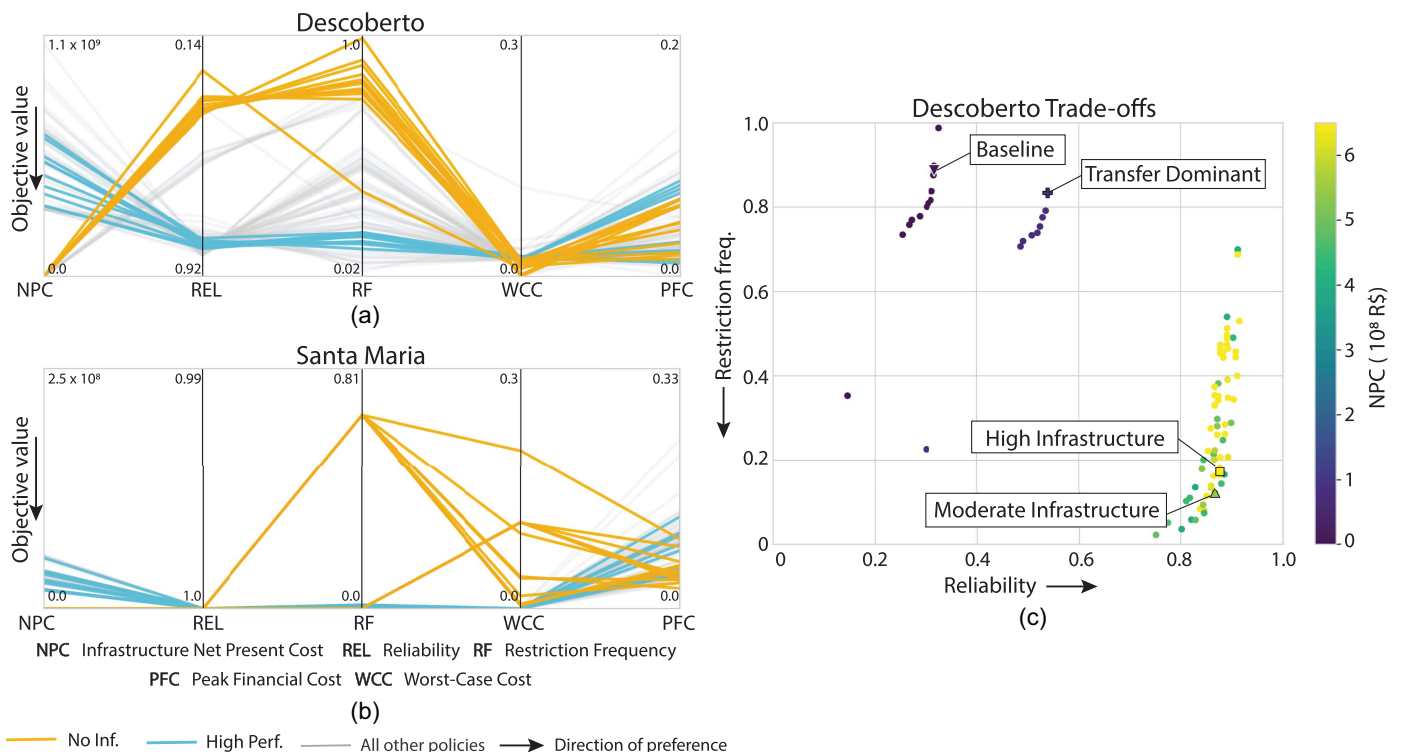 Descoberto
1.1 x 10⁹ 0.14 1.0 0.3 0.2
Objective value
0.0 0.92 0.02 0.0 0.0
NPC REL RF WCC PFC
(a)
Santa Maria
2.5 x 10⁸ 0.99 0.81 0.3 0.33
Objective value
0.0 1.0 0.0 0.0 0.0
NPC REL RF WCC PFC
NPC Infrastructure Net Present Cost REL Reliability RF Restriction Frequency
PFC Peak Financial Cost WCC Worst-Case Cost
(b)
No Inf. High Perf. All other policies Direction of preference
Descoberto Trade-offs
1.0
0.8
0.6
0.4
0.2
0
Restriction freq.
Baseline
Transfer Dominant
High Infrastructure
Moderate Infrastructure
0 0.2 0.4 0.6 0.8 1.0
Reliability
(c)
6
5
4
3
2
1
0
NPC ( 10⁸ R$)